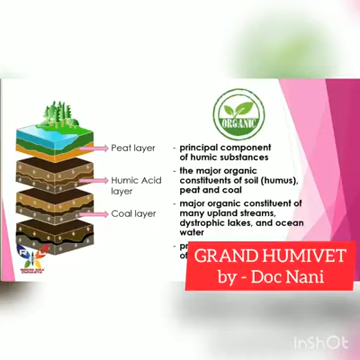 ORGANIC
Peat layer
Humic Acid
layer
Coal layer
- principal component
of humic substances
- the major organic
constituents of soil (humus),
peat and coal
- major organic constituent of
many upland streams,
dystrophic lakes, and ocean
water
GRAND HUMIVET
by - Doc Nani
InShOt